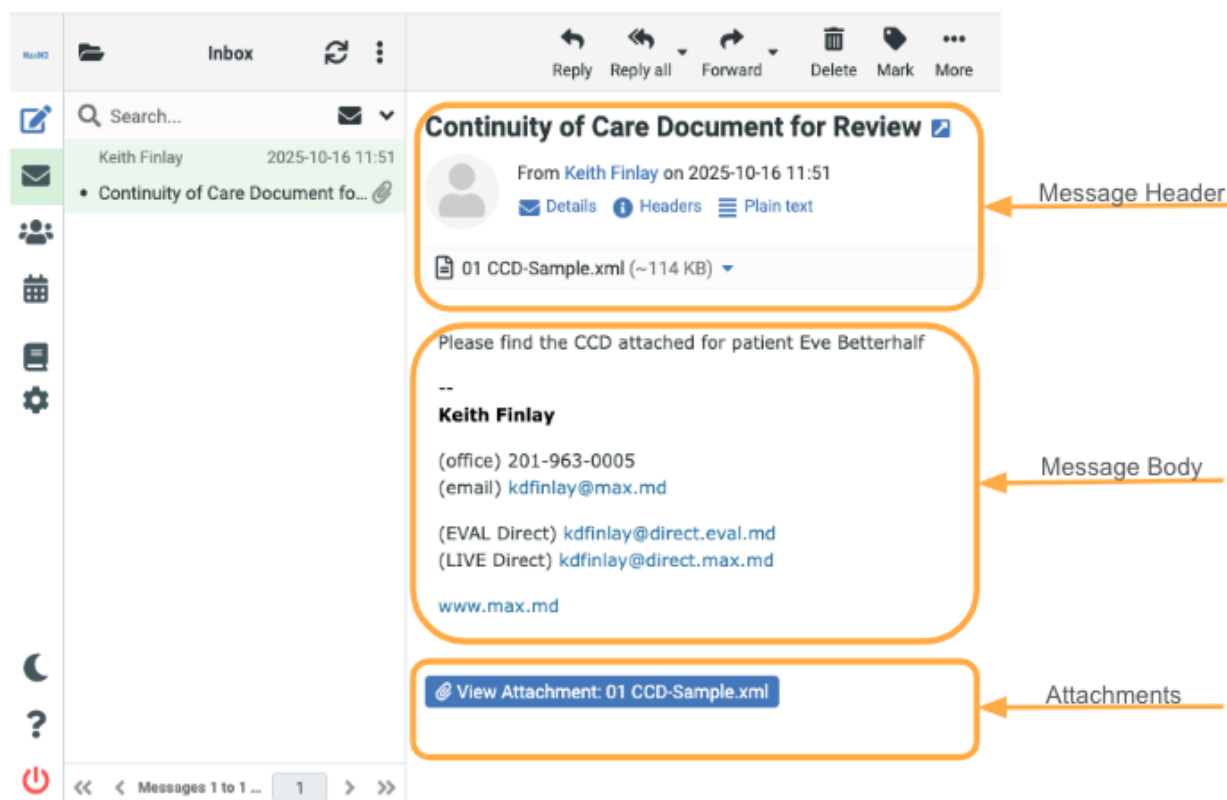 MaxMD
Inbox
Reply
Reply all
Forward
Delete
Mark
More
Search...
Keith Finlay 2025-10-16 11:51
• Continuity of Care Document fo...
Continuity of Care Document for Review
From Keith Finlay on 2025-10-16 11:51
Details Headers Plain text
01 CCD-Sample.xml (~114 KB)
Message Header
Please find the CCD attached for patient Eve Betterhalf
--
Keith Finlay
(office) 201-963-0005
(email) kdfinlay@max.md
(EVAL Direct) kdfinlay@direct.eval.md
(LIVE Direct) kdfinlay@direct.max.md
www.max.md
Message Body
View Attachment: 01 CCD-Sample.xml
Attachments
Messages 1 to 1 ... 1